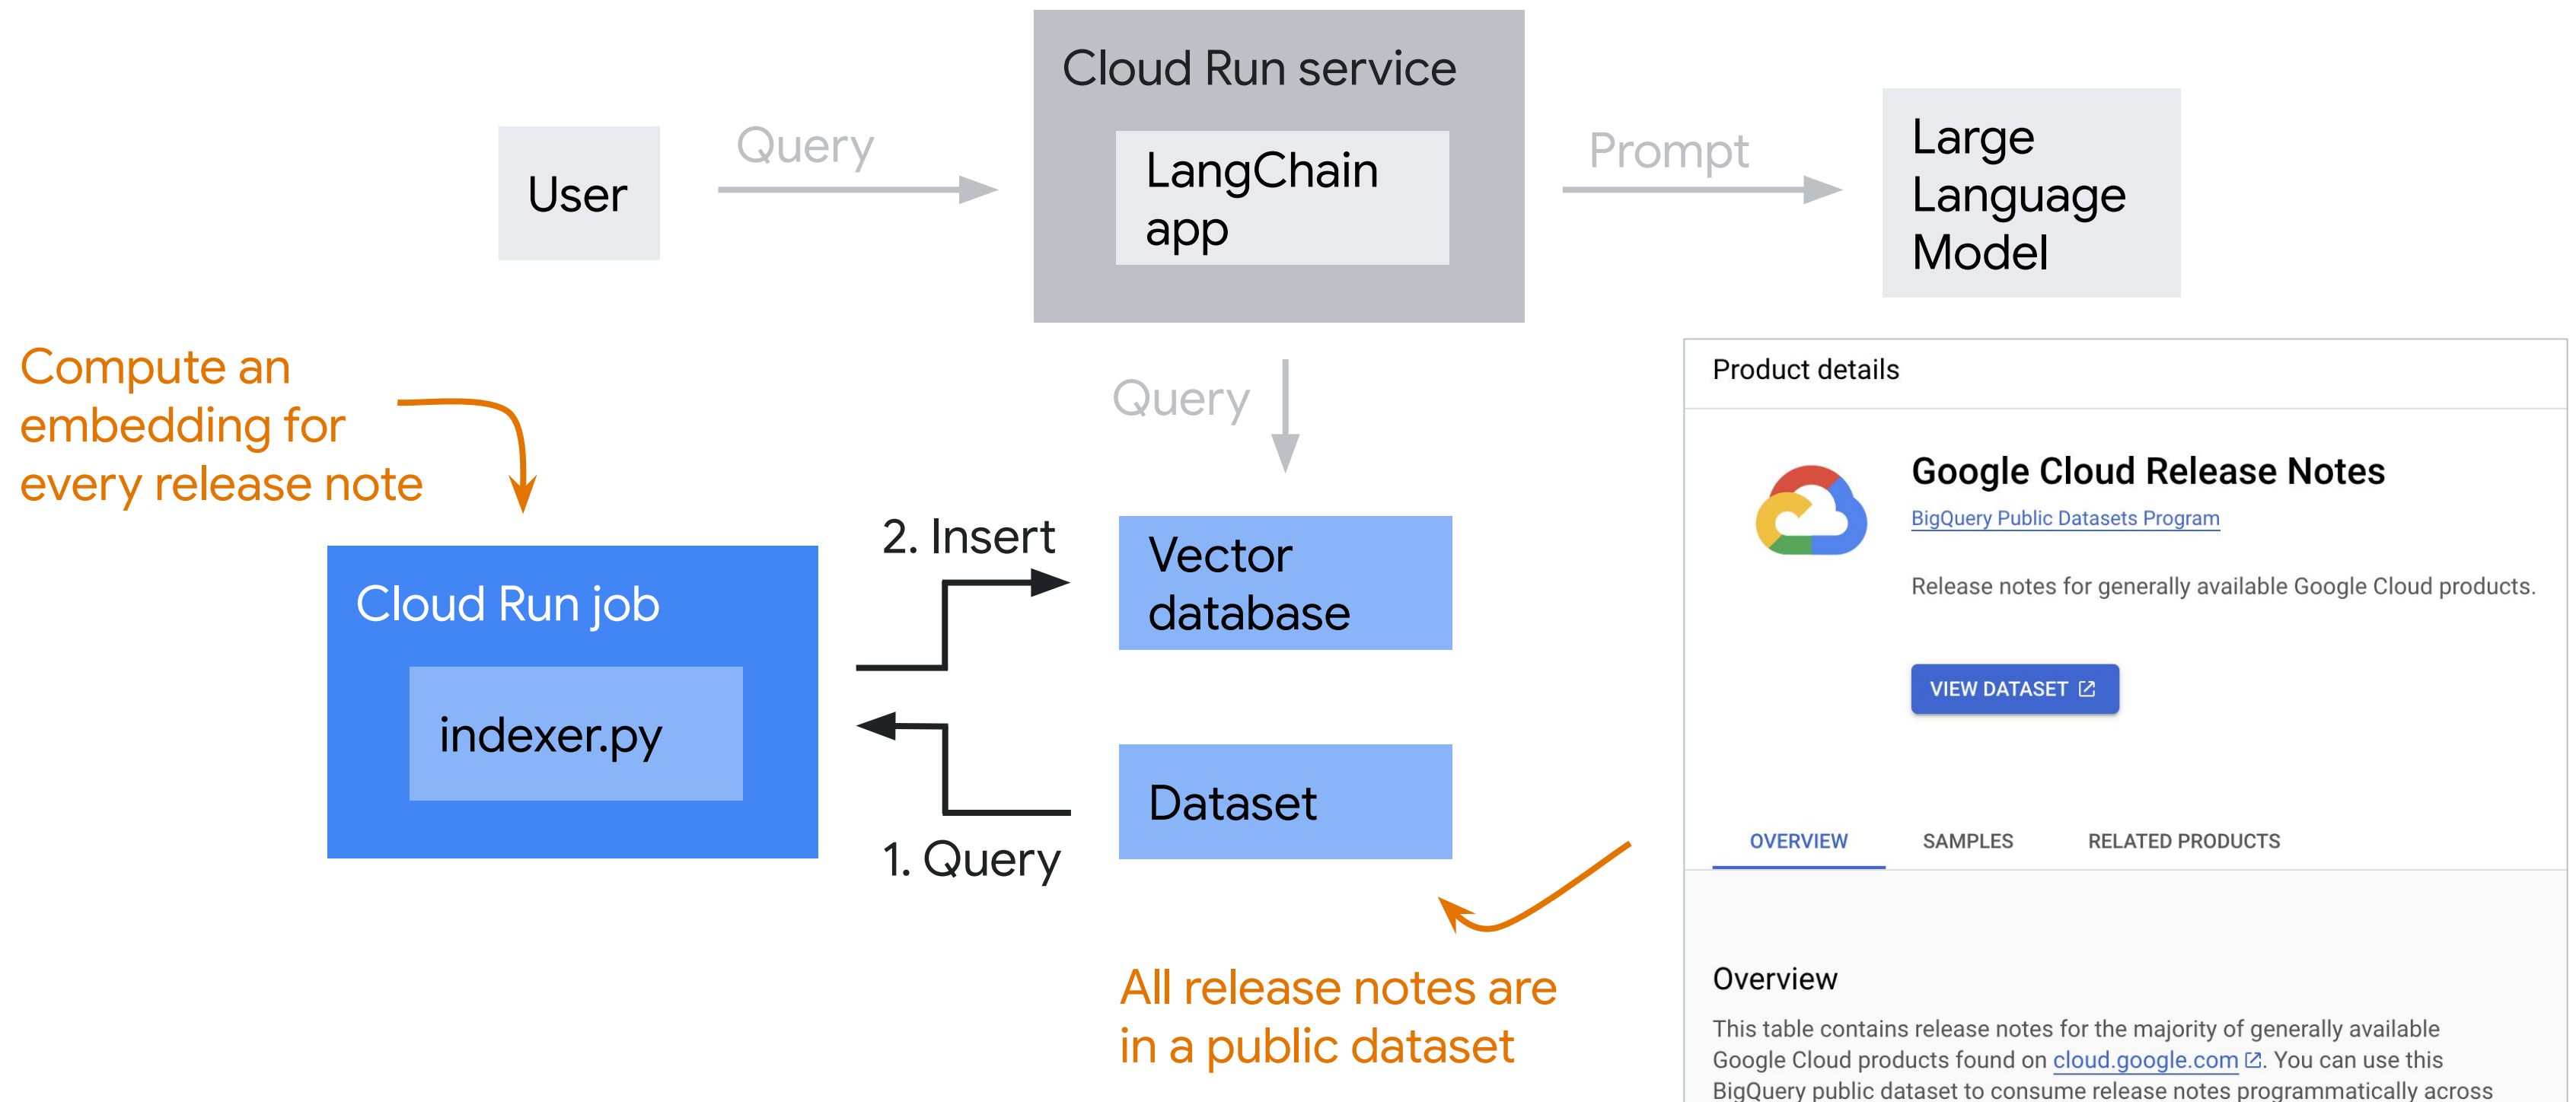 Cloud Run service
User
Query
LangChain
app
Prompt
Large
Language
Model
Compute an
embedding for
every release note
Query
Cloud Run job
indexer.py
2. Insert
1. Query
Vector
database
Dataset
All release notes are
in a public dataset
Product details
Google Cloud Release Notes
BigQuery Public Datasets Program
Release notes for generally available Google Cloud products.
VIEW DATASET
OVERVIEW SAMPLES RELATED PRODUCTS
Overview
This table contains release notes for the majority of generally available
Google Cloud products found on cloud.google.com. You can use this
BigQuery public dataset to consume release notes programmatically across